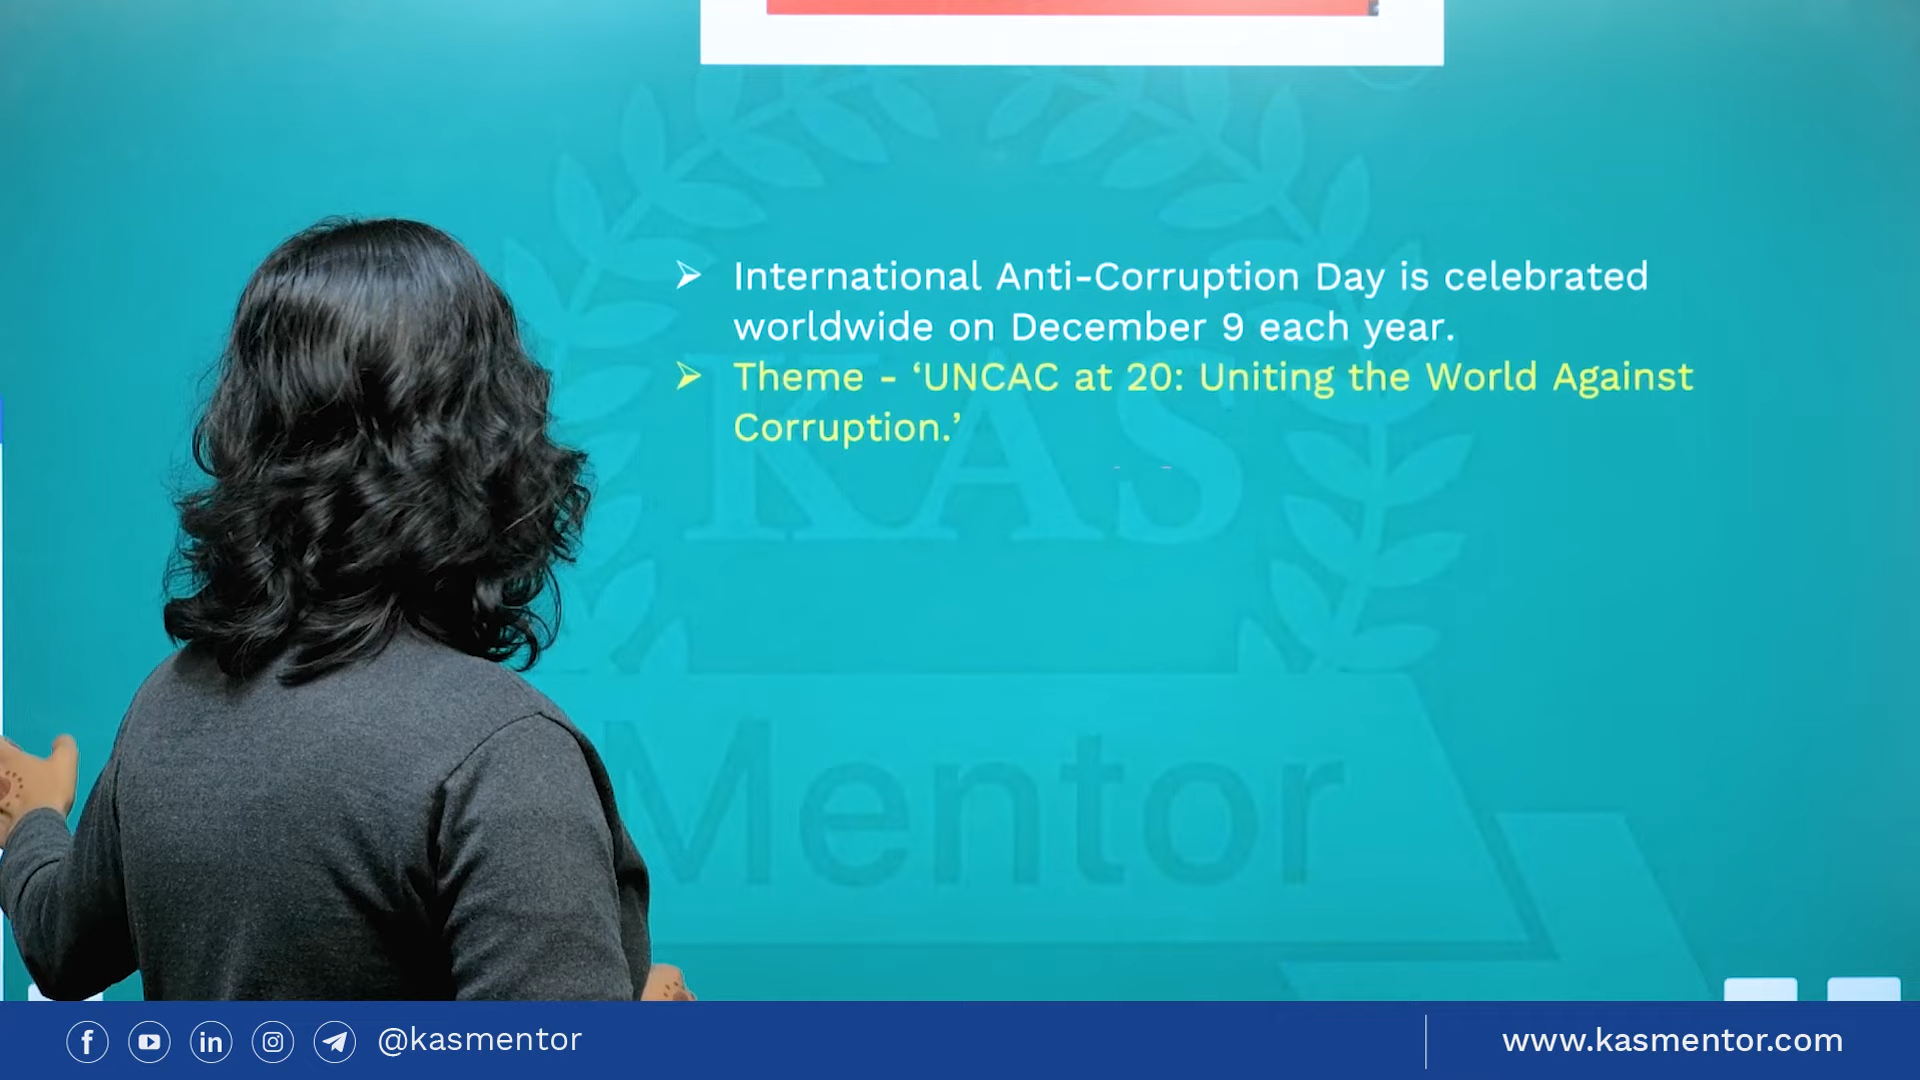 International Anti-Corruption Day is celebrated
worldwide on December 9 each year.
Theme - ‘UNCAC at 20: Uniting the World Against
Corruption.’
KAS
Mentor
@kasmentor
www.kasmentor.com